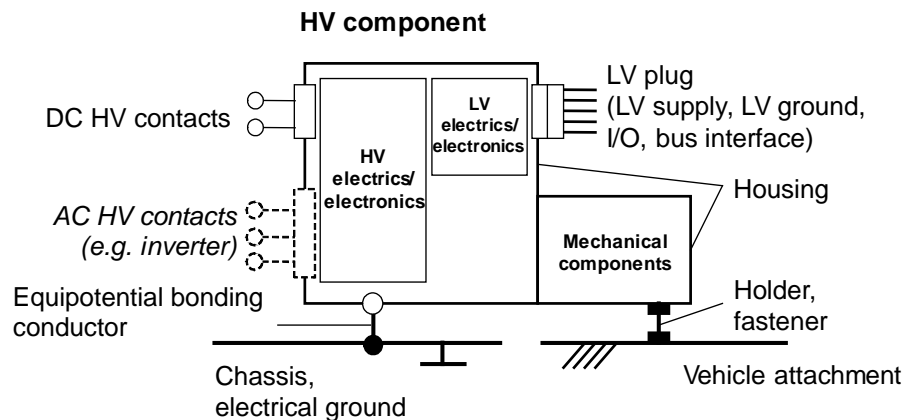 HV component
DC HV contacts
HV
electrics/
electronics
LV
electrics/
electronics
LV plug
(LV supply, LV ground,
I/O, bus interface)
Housing
AC HV contacts
(e.g. inverter)
Mechanical
components
Equipotential bonding
conductor
Holder,
fastener
Chassis,
electrical ground
Vehicle attachment